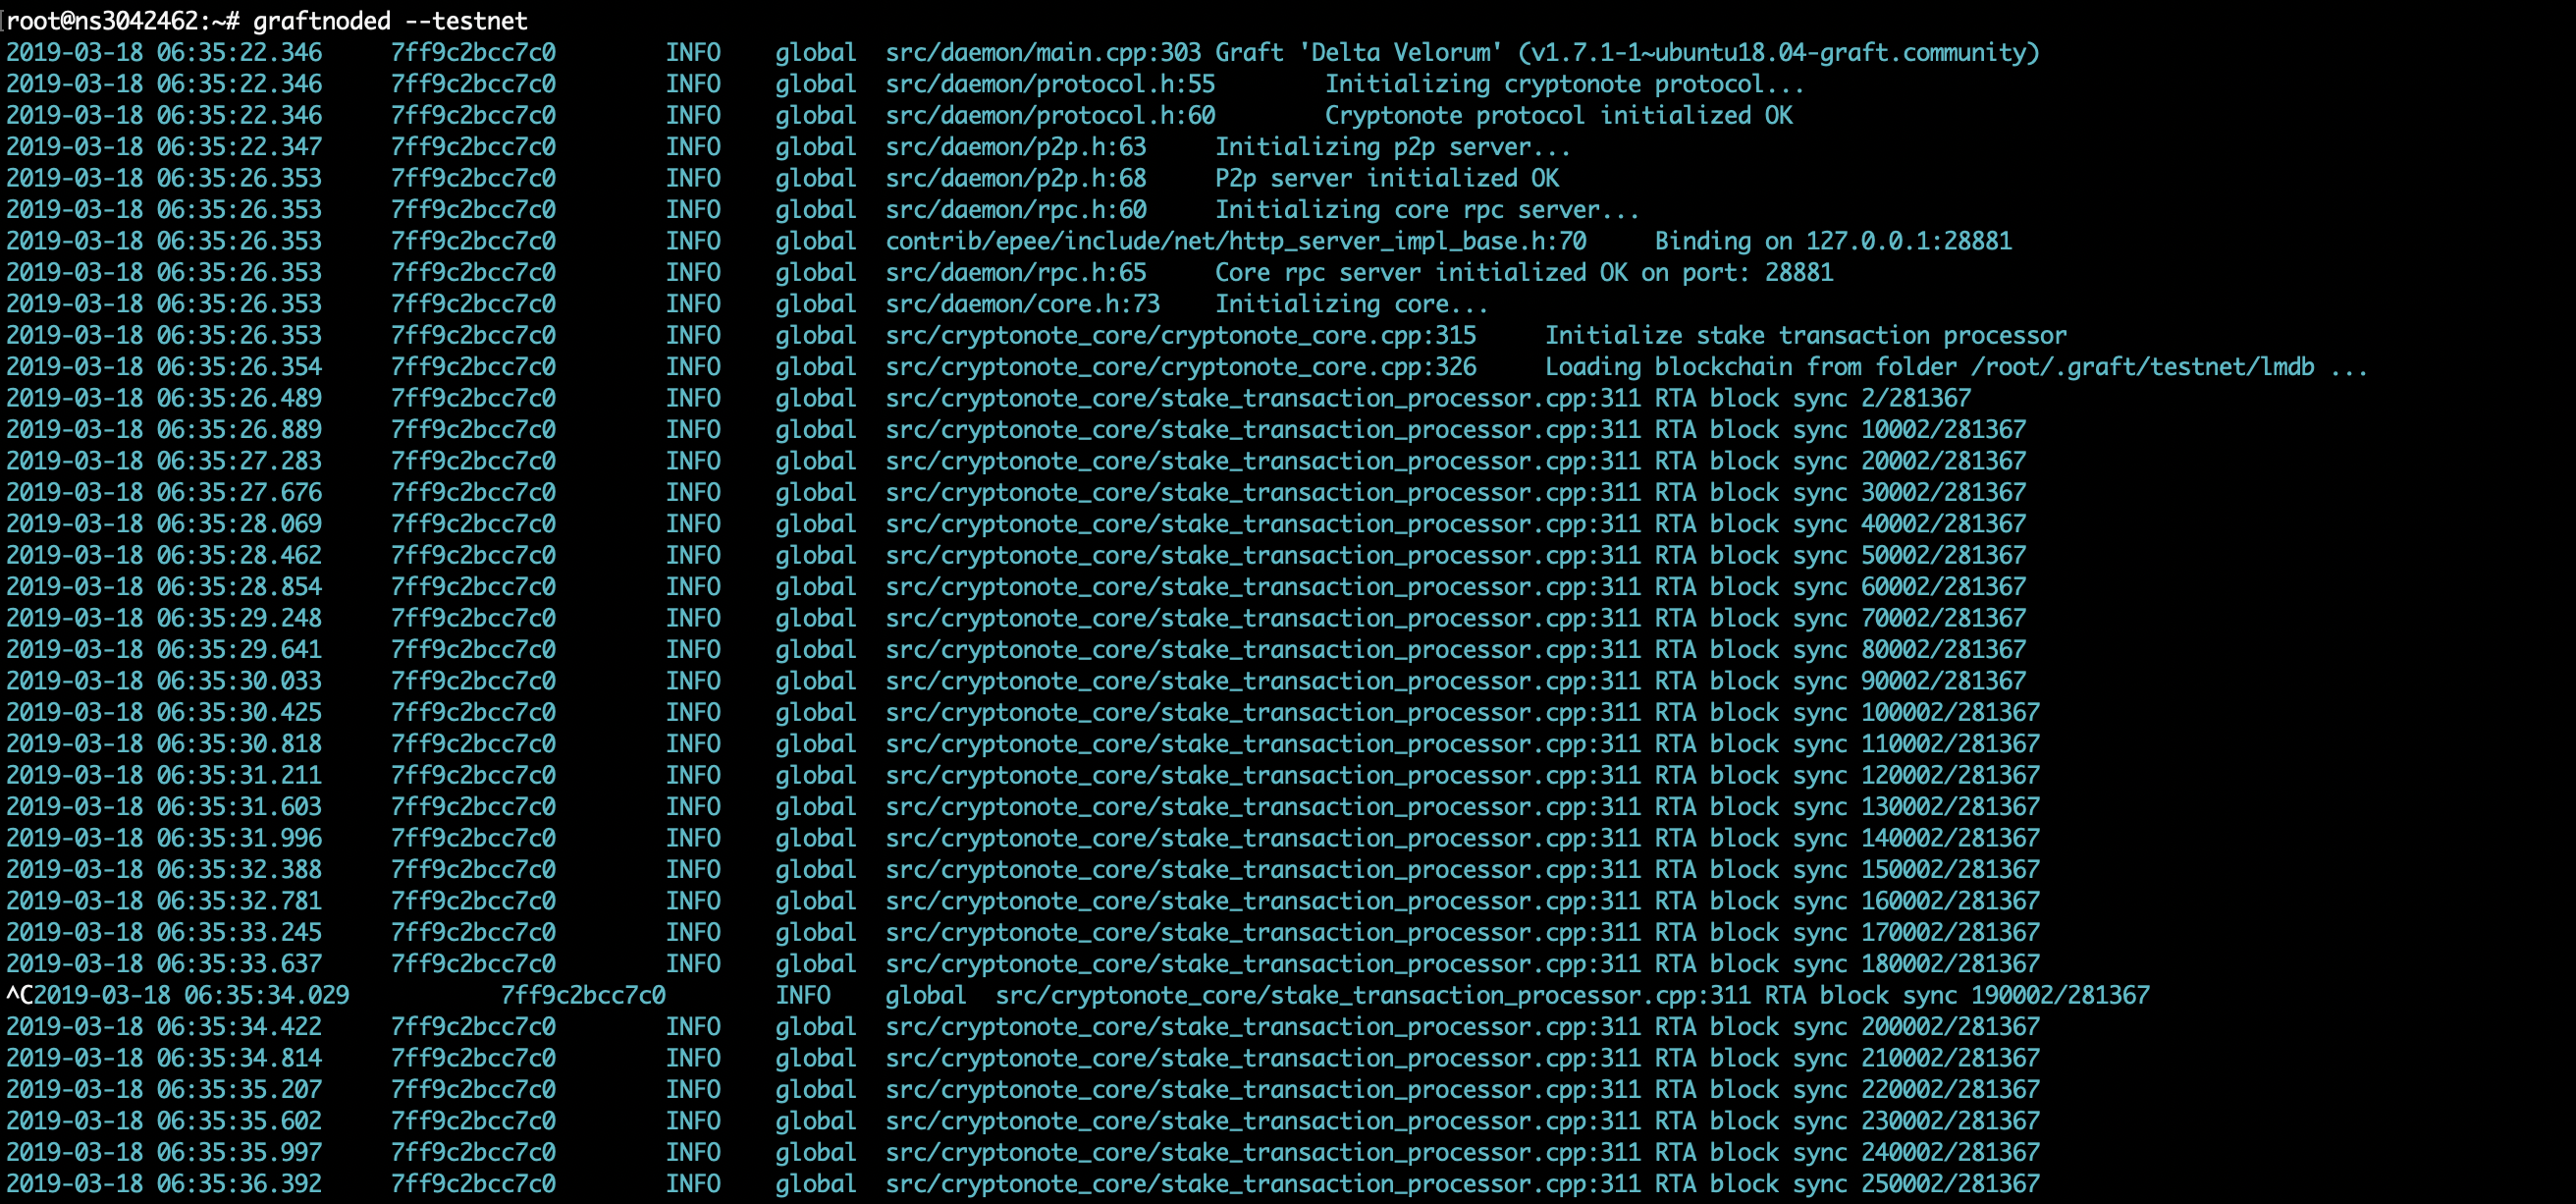 root@ns3042462:~# graftnoded --testnet
2019-03-18 06:35:22.346     7ff9c2bcc7c0        INFO    global  src/daemon/main.cpp:303 Graft 'Delta Velorum' (v1.7.1-1~ubuntu18.04-graft.community)
2019-03-18 06:35:22.346     7ff9c2bcc7c0        INFO    global  src/daemon/protocol.h:55        Initializing cryptonote protocol...
2019-03-18 06:35:22.346     7ff9c2bcc7c0        INFO    global  src/daemon/protocol.h:60        Cryptonote protocol initialized OK
2019-03-18 06:35:22.347     7ff9c2bcc7c0        INFO    global  src/daemon/p2p.h:63     Initializing p2p server...
2019-03-18 06:35:26.353     7ff9c2bcc7c0        INFO    global  src/daemon/p2p.h:68     P2p server initialized OK
2019-03-18 06:35:26.353     7ff9c2bcc7c0        INFO    global  src/daemon/rpc.h:60     Initializing core rpc server...
2019-03-18 06:35:26.353     7ff9c2bcc7c0        INFO    global  contrib/epee/include/net/http_server_impl_base.h:70     Binding on 127.0.0.1:28881
2019-03-18 06:35:26.353     7ff9c2bcc7c0        INFO    global  src/daemon/rpc.h:65     Core rpc server initialized OK on port: 28881
2019-03-18 06:35:26.353     7ff9c2bcc7c0        INFO    global  src/daemon/core.h:73    Initializing core...
2019-03-18 06:35:26.353     7ff9c2bcc7c0        INFO    global  src/cryptonote_core/cryptonote_core.cpp:315     Initialize stake transaction processor
2019-03-18 06:35:26.354     7ff9c2bcc7c0        INFO    global  src/cryptonote_core/cryptonote_core.cpp:326     Loading blockchain from folder /root/.graft/testnet/lmdb ...
2019-03-18 06:35:26.489     7ff9c2bcc7c0        INFO    global  src/cryptonote_core/stake_transaction_processor.cpp:311 RTA block sync 2/281367
2019-03-18 06:35:26.889     7ff9c2bcc7c0        INFO    global  src/cryptonote_core/stake_transaction_processor.cpp:311 RTA block sync 10002/281367
2019-03-18 06:35:27.283     7ff9c2bcc7c0        INFO    global  src/cryptonote_core/stake_transaction_processor.cpp:311 RTA block sync 20002/281367
2019-03-18 06:35:27.676     7ff9c2bcc7c0        INFO    global  src/cryptonote_core/stake_transaction_processor.cpp:311 RTA block sync 30002/281367
2019-03-18 06:35:28.069     7ff9c2bcc7c0        INFO    global  src/cryptonote_core/stake_transaction_processor.cpp:311 RTA block sync 40002/281367
2019-03-18 06:35:28.462     7ff9c2bcc7c0        INFO    global  src/cryptonote_core/stake_transaction_processor.cpp:311 RTA block sync 50002/281367
2019-03-18 06:35:28.854     7ff9c2bcc7c0        INFO    global  src/cryptonote_core/stake_transaction_processor.cpp:311 RTA block sync 60002/281367
2019-03-18 06:35:29.248     7ff9c2bcc7c0        INFO    global  src/cryptonote_core/stake_transaction_processor.cpp:311 RTA block sync 70002/281367
2019-03-18 06:35:29.641     7ff9c2bcc7c0        INFO    global  src/cryptonote_core/stake_transaction_processor.cpp:311 RTA block sync 80002/281367
2019-03-18 06:35:30.033     7ff9c2bcc7c0        INFO    global  src/cryptonote_core/stake_transaction_processor.cpp:311 RTA block sync 90002/281367
2019-03-18 06:35:30.425     7ff9c2bcc7c0        INFO    global  src/cryptonote_core/stake_transaction_processor.cpp:311 RTA block sync 100002/281367
2019-03-18 06:35:30.818     7ff9c2bcc7c0        INFO    global  src/cryptonote_core/stake_transaction_processor.cpp:311 RTA block sync 110002/281367
2019-03-18 06:35:31.211     7ff9c2bcc7c0        INFO    global  src/cryptonote_core/stake_transaction_processor.cpp:311 RTA block sync 120002/281367
2019-03-18 06:35:31.603     7ff9c2bcc7c0        INFO    global  src/cryptonote_core/stake_transaction_processor.cpp:311 RTA block sync 130002/281367
2019-03-18 06:35:31.996     7ff9c2bcc7c0        INFO    global  src/cryptonote_core/stake_transaction_processor.cpp:311 RTA block sync 140002/281367
2019-03-18 06:35:32.388     7ff9c2bcc7c0        INFO    global  src/cryptonote_core/stake_transaction_processor.cpp:311 RTA block sync 150002/281367
2019-03-18 06:35:32.781     7ff9c2bcc7c0        INFO    global  src/cryptonote_core/stake_transaction_processor.cpp:311 RTA block sync 160002/281367
2019-03-18 06:35:33.245     7ff9c2bcc7c0        INFO    global  src/cryptonote_core/stake_transaction_processor.cpp:311 RTA block sync 170002/281367
2019-03-18 06:35:33.637     7ff9c2bcc7c0        INFO    global  src/cryptonote_core/stake_transaction_processor.cpp:311 RTA block sync 180002/281367
^C2019-03-18 06:35:34.029           7ff9c2bcc7c0        INFO    global  src/cryptonote_core/stake_transaction_processor.cpp:311 RTA block sync 190002/281367
2019-03-18 06:35:34.422     7ff9c2bcc7c0        INFO    global  src/cryptonote_core/stake_transaction_processor.cpp:311 RTA block sync 200002/281367
2019-03-18 06:35:34.814     7ff9c2bcc7c0        INFO    global  src/cryptonote_core/stake_transaction_processor.cpp:311 RTA block sync 210002/281367
2019-03-18 06:35:35.207     7ff9c2bcc7c0        INFO    global  src/cryptonote_core/stake_transaction_processor.cpp:311 RTA block sync 220002/281367
2019-03-18 06:35:35.602     7ff9c2bcc7c0        INFO    global  src/cryptonote_core/stake_transaction_processor.cpp:311 RTA block sync 230002/281367
2019-03-18 06:35:35.997     7ff9c2bcc7c0        INFO    global  src/cryptonote_core/stake_transaction_processor.cpp:311 RTA block sync 240002/281367
2019-03-18 06:35:36.392     7ff9c2bcc7c0        INFO    global  src/cryptonote_core/stake_transaction_processor.cpp:311 RTA block sync 250002/281367